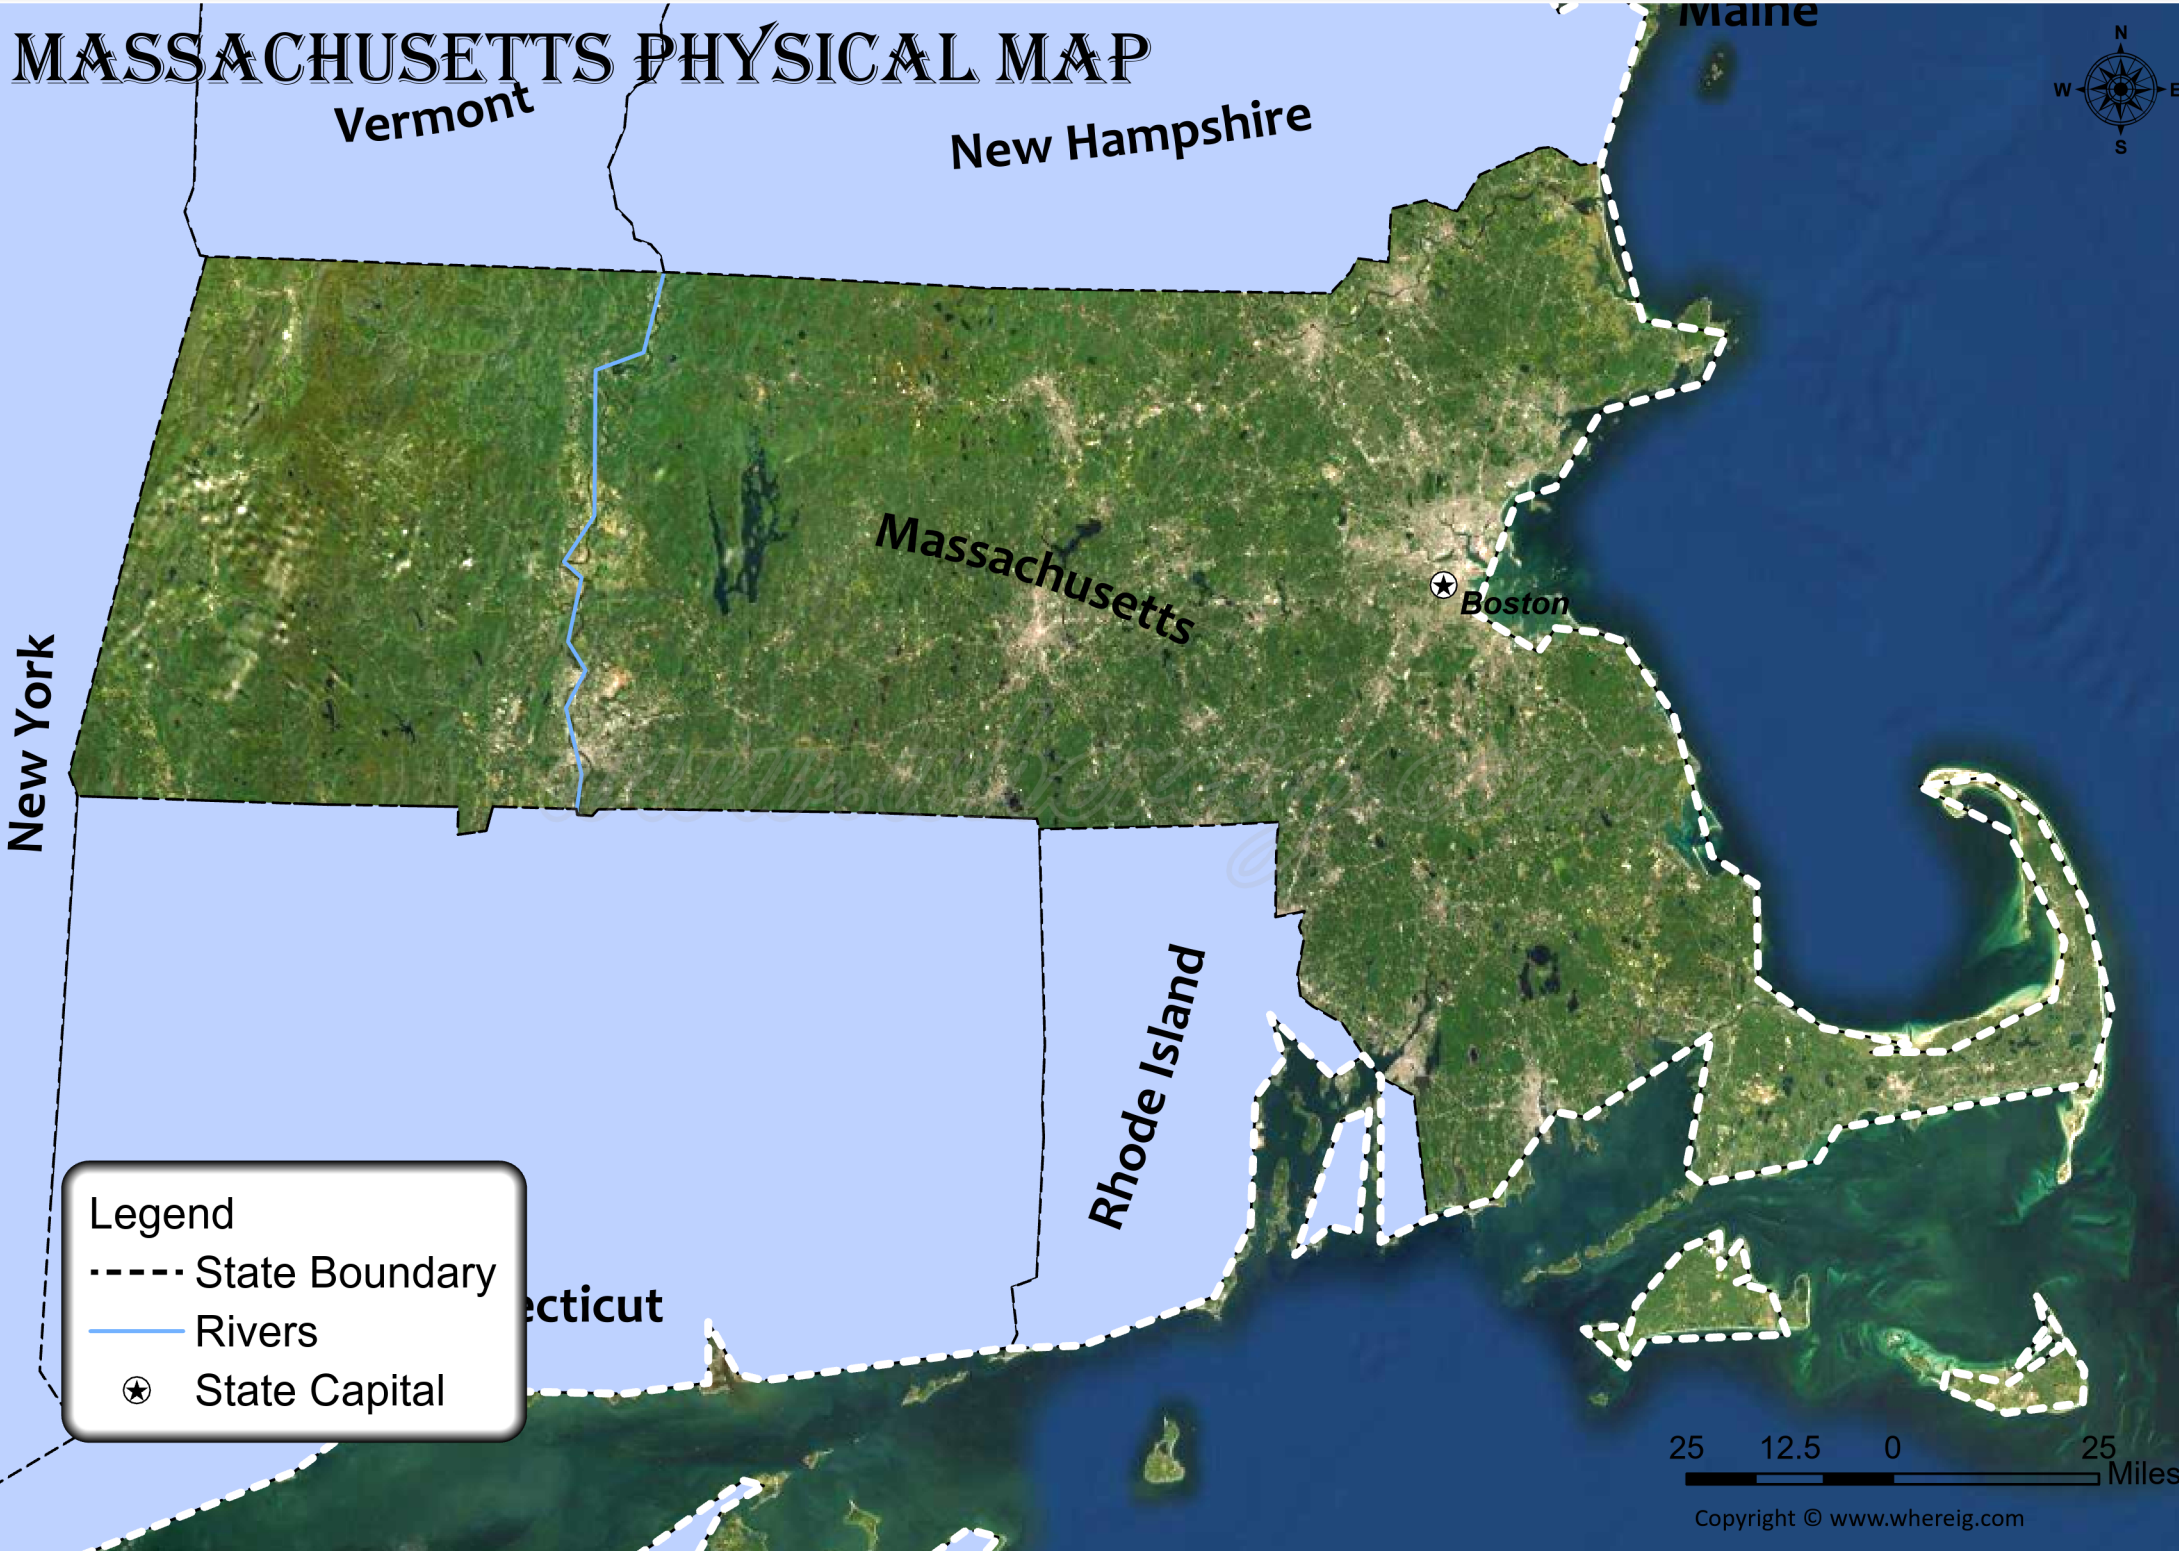 MASSACHUSETTS PHYSICAL MAP
Maine
N
W
E
S
Vermont
New Hampshire
Massachusetts
Boston
New York
Rhode Island
ecticut
Legend
State Boundary
Rivers
State Capital
25 12.5 0 25
Miles
Copyright © www.whereig.com